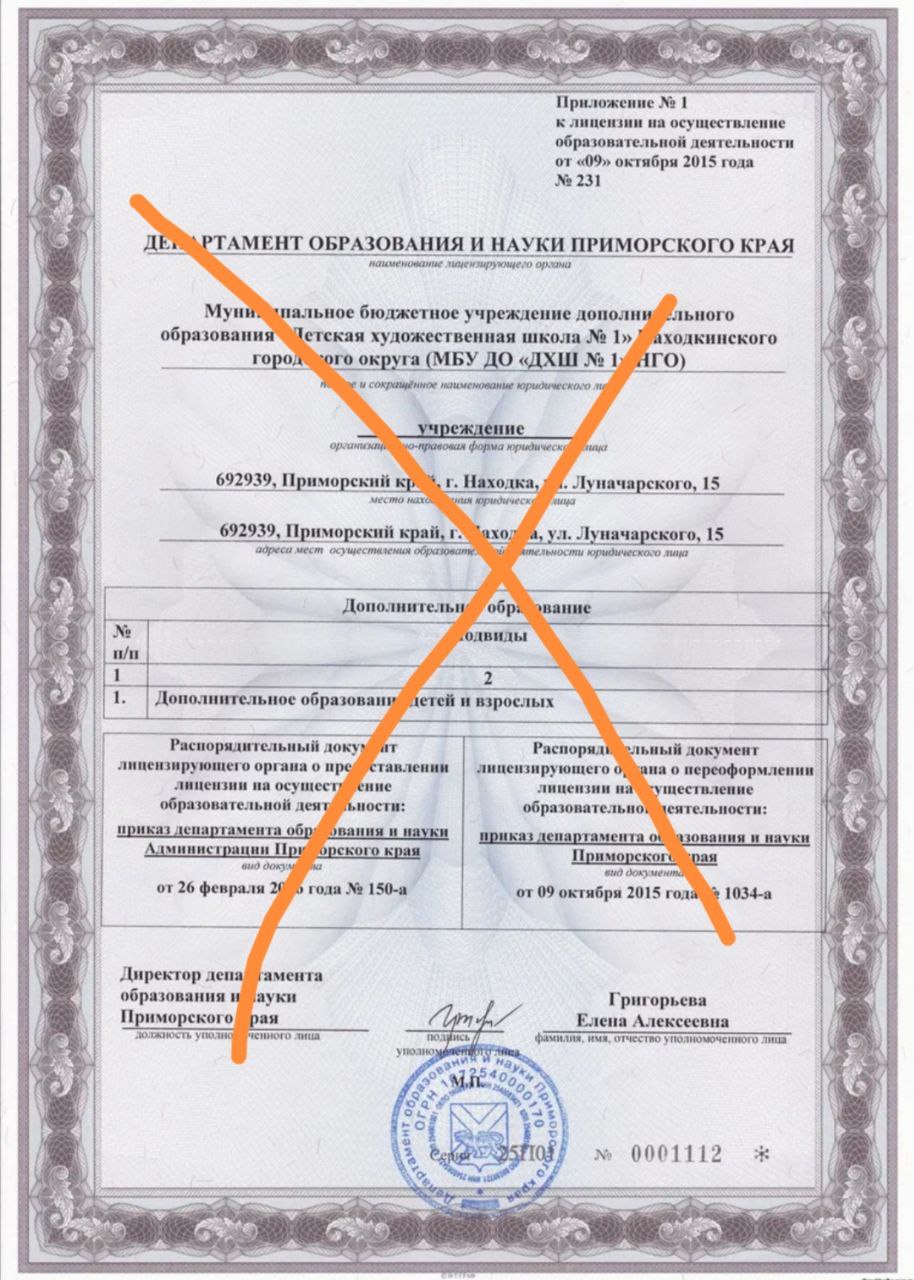 Приложение № 1
к лицензии на осуществление
образовательной деятельности
от «09» октября 2015 года
№ 231
ДЕПАРТАМЕНТ ОБРАЗОВАНИЯ И НАУКИ ПРИМОРСКОГО КРАЯ
наименование лицензирующего органа
Муниципальное бюджетное учреждение дополнительного
образования «Детская художественная школа № 1» Находкинского
городского округа (МБУ ДО «ДХШ № 1» НГО)
полное и сокращённое наименование юридического лица
учреждение
организационно-правовая форма юридического лица
692939, Приморский край, г. Находка, ул. Луначарского, 15
место нахождения юридического лица
692939, Приморский край, г. Находка, ул. Луначарского, 15
адреса мест осуществления образовательной деятельности юридического лица
Дополнительное образование
№ Подвиды
п/п
1 2
1. Дополнительное образование детей и взрослых
Распорядительный документ
лицензирующего органа о предоставлении
лицензии на осуществление
образовательной деятельности:
приказ департамента образования и науки
Администрации Приморского края
вид документа
от 26 февраля года № 150-а
Распорядительный документ
лицензирующего органа о переоформлении
лицензии на осуществление
образовательной деятельности:
приказ департамента образования и науки
Приморского края
вид документа
от 09 октября 2015 года № 1034-а
Директор департамента
образования и науки
Приморского края
должность уполномоченного лица
подпись
уполномоченного лица
Григорьева
Елена Алексеевна
фамилия, имя, отчество уполномоченного лица
М.П.
Департамент образования и науки Приморского края
ОГРН 1072540000170
Серия 25П01 № 0001112 *